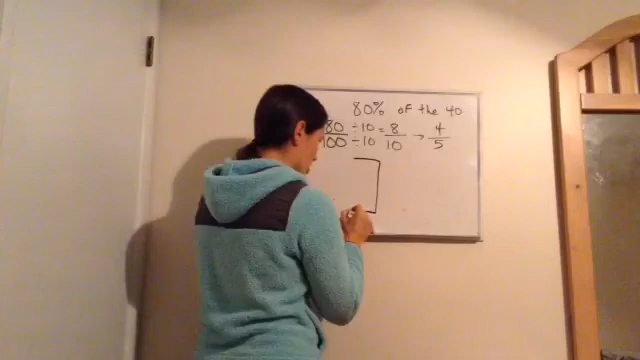 80% of the 40
80/100 ÷10/÷10 = 8/10 → 4/5